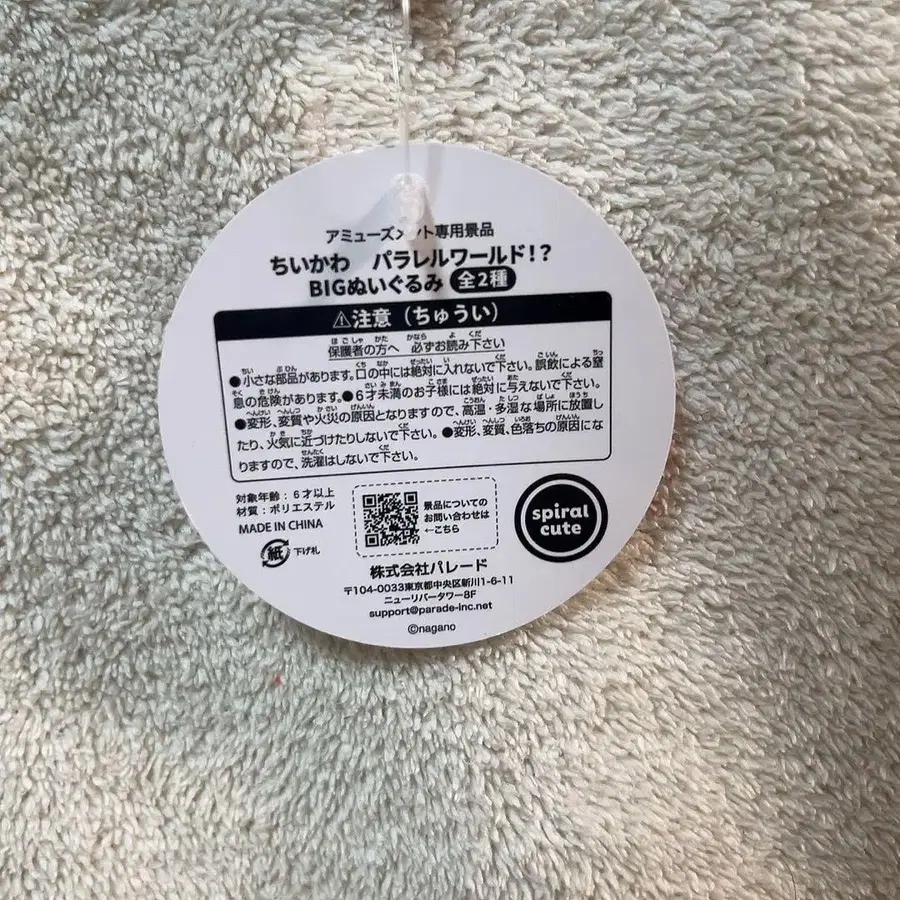 アミューズメント専用景品
ちいかわ　パラレルワールド!?
BIGぬいぐるみ 全2種
⚠注意（ちゅうい）
保護者の方へ 必ずお読み下さい
●小さな部品があります。口の中には絶対に入れないで下さい。誤飲による窒
息の危険があります。●6才未満のお子様には絶対に与えないで下さい。
●変形、変質や火災の原因となりますので、高温・多湿な場所に放置し
たり、火気に近づけたりしないで下さい。●変形、変質、色落ちの原因にな
りますので、洗濯はしないで下さい。
対象年齢：6才以上
材質：ポリエステル
MADE IN CHINA
紙 下げ札
景品についての
お問い合わせは
←こちら
spiral
cute
株式会社パレード
〒104-0033東京都中央区新川1-6-11
ニューリバータワー8F
support@parade-inc.net
©nagano